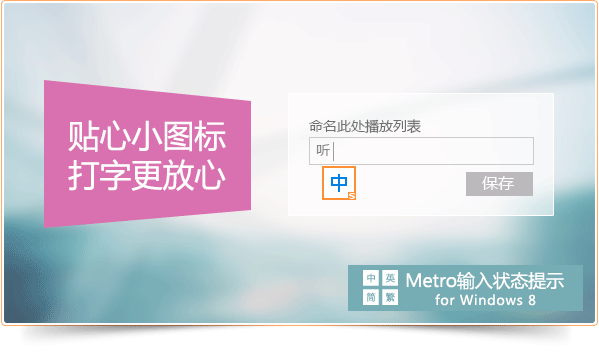 贴心小图标
打字更放心
命名此处播放列表
听
中
S
保存
中 英
简 繁
Metro输入状态提示
for Windows 8